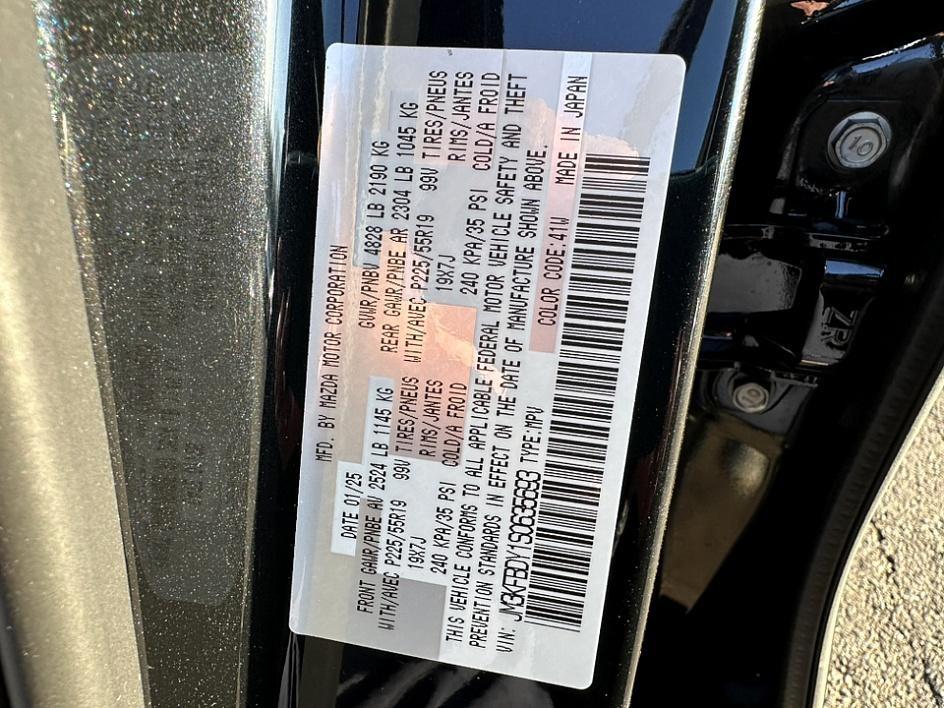 MFD. BY MAZDA MOTOR CORPORATION
DATE 01/25 GVWR/PNBV 4828 LB 2190 KG
FRONT GAWR/PNBE AV 2524 LB 1145 KG REAR GAWR/PNBE AR 2304 LB 1045 KG
WITH/AVEC P225/55R19 99V TIRES/PNEUS WITH/AVEC P225/55R19 99V TIRES/PNEUS
19X7J RIMS/JANTES 19X7J RIMS/JANTES
240 KPA/35 PSI COLD/A FROID 240 KPA/35 PSI COLD/A FROID
THIS VEHICLE CONFORMS TO ALL APPLICABLE FEDERAL MOTOR VEHICLE SAFETY AND THEFT
PREVENTION STANDARDS IN EFFECT ON THE DATE OF MANUFACTURE SHOWN ABOVE.
VIN: JM3KFBDY1S0635693 TYPE:MPV COLOR CODE:41W MADE IN JAPAN
10
ZR